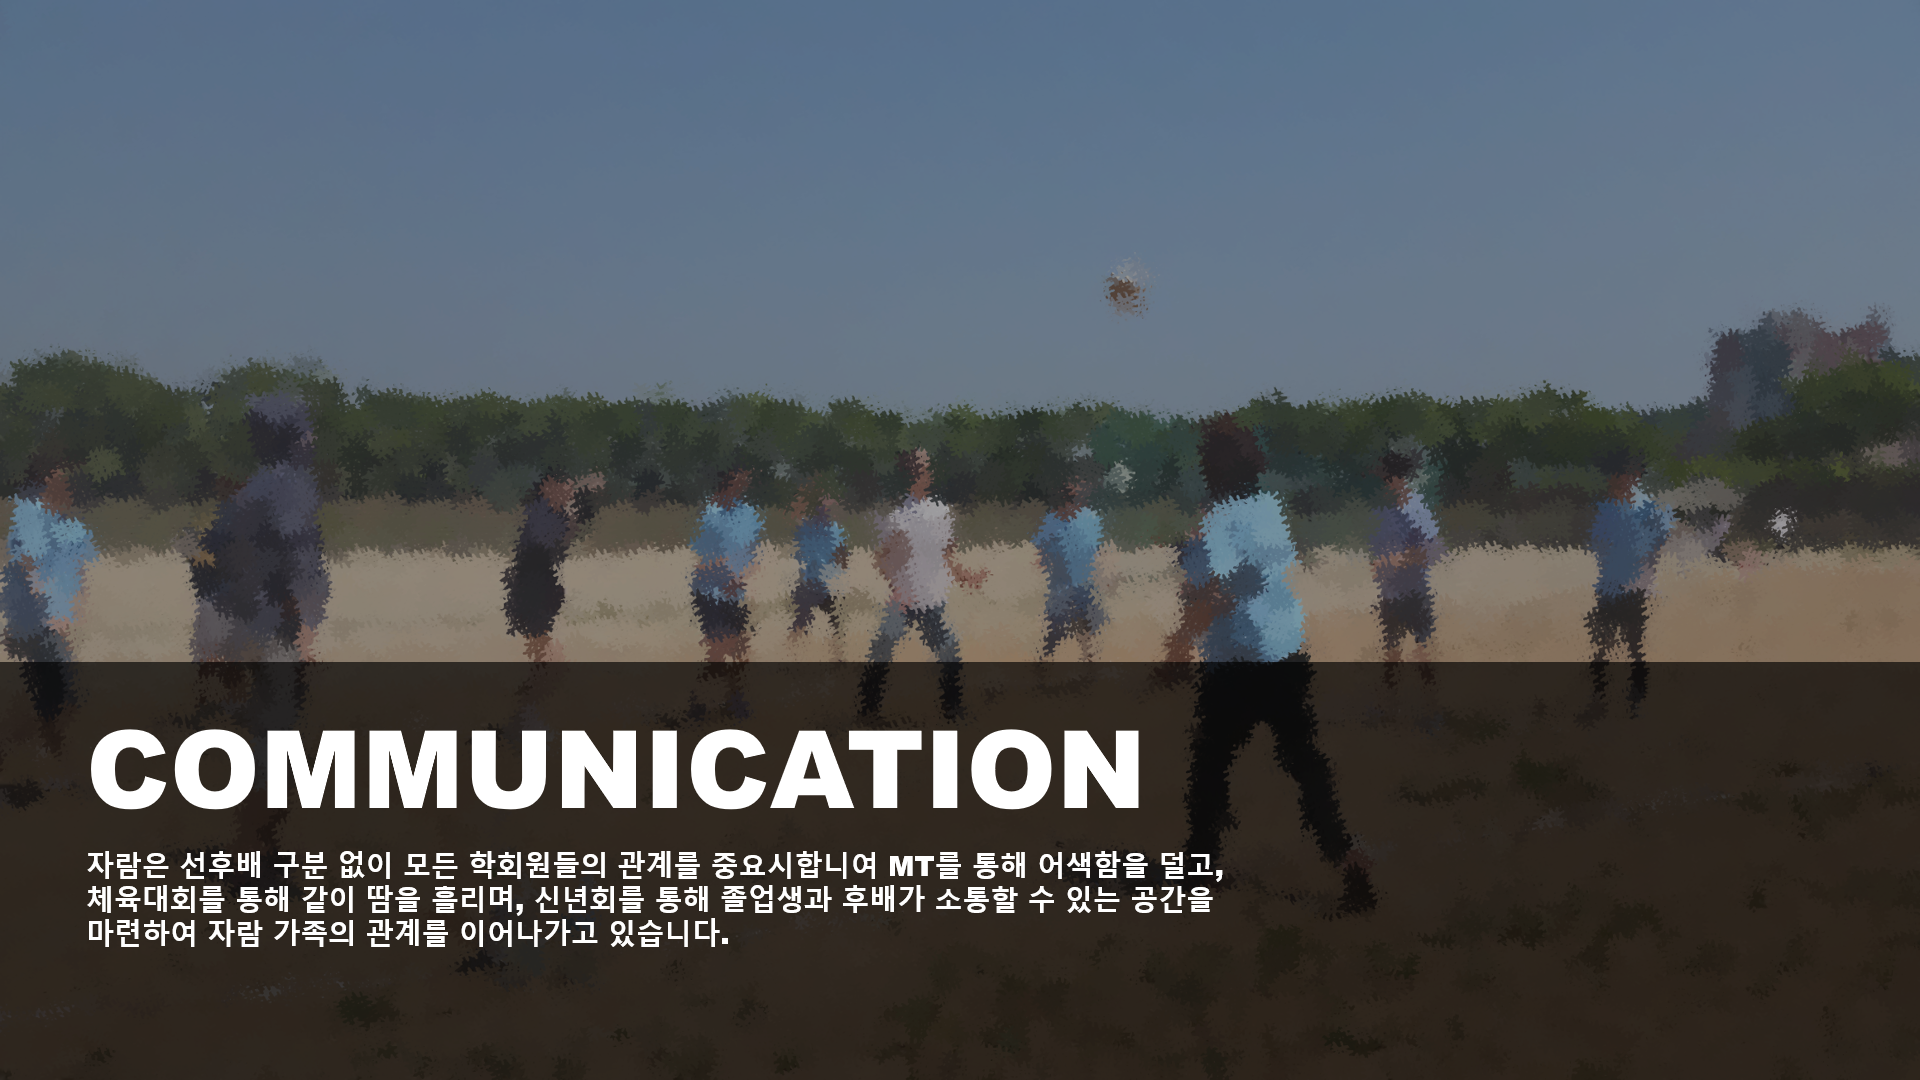 COMMUNICATION
자람은 선후배 구분 없이 모든 학회원들의 관계를 중요시합니여 MT를 통해 어색함을 덜고,
체육대회를 통해 같이 땀을 흘리며, 신년회를 통해 졸업생과 후배가 소통할 수 있는 공간을
마련하여 자람 가족의 관계를 이어나가고 있습니다.